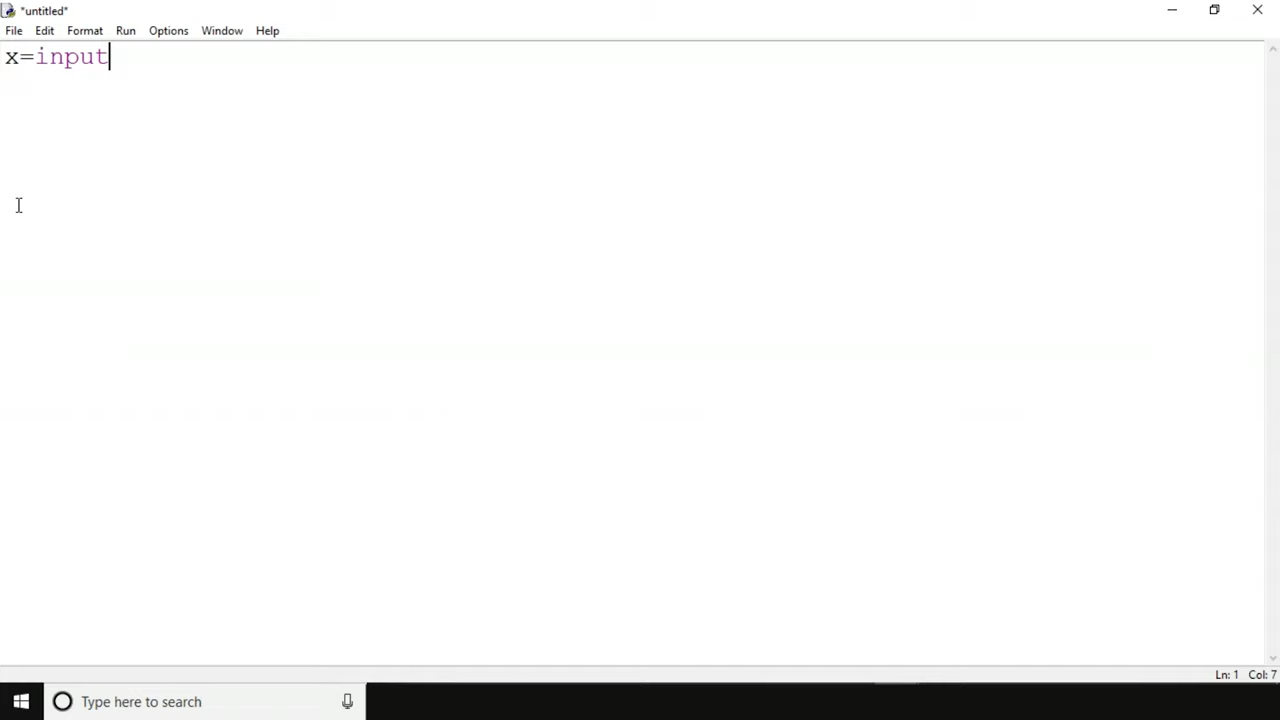 *untitled*
File Edit Format Run Options Window Help
x=input
Ln: 1 Col: 7
Type here to search